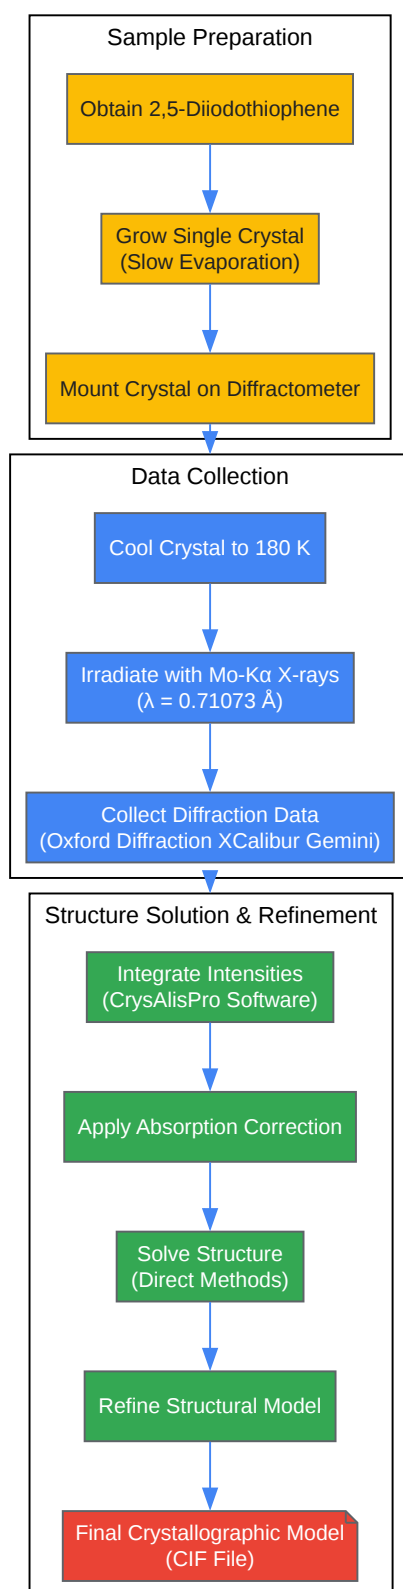 Sample Preparation
Obtain 2,5-Diiodothiophene
Grow Single Crystal
(Slow Evaporation)
Mount Crystal on Diffractometer
Data Collection
Cool Crystal to 180 K
Irradiate with Mo-Kα X-rays
(λ = 0.71073 Å)
Collect Diffraction Data
(Oxford Diffraction XCalibur Gemini)
Structure Solution & Refinement
Integrate Intensities
(CrysAlisPro Software)
Apply Absorption Correction
Solve Structure
(Direct Methods)
Refine Structural Model
Final Crystallographic Model
(CIF File)